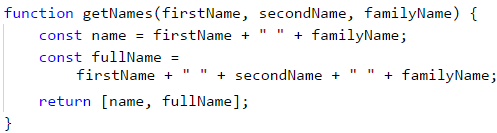 function getNames(firstName, secondName, familyName) {
    const name = firstName + " " + familyName;
    const fullName =
        firstName + " " + secondName + " " + familyName;
    return [name, fullName];
}